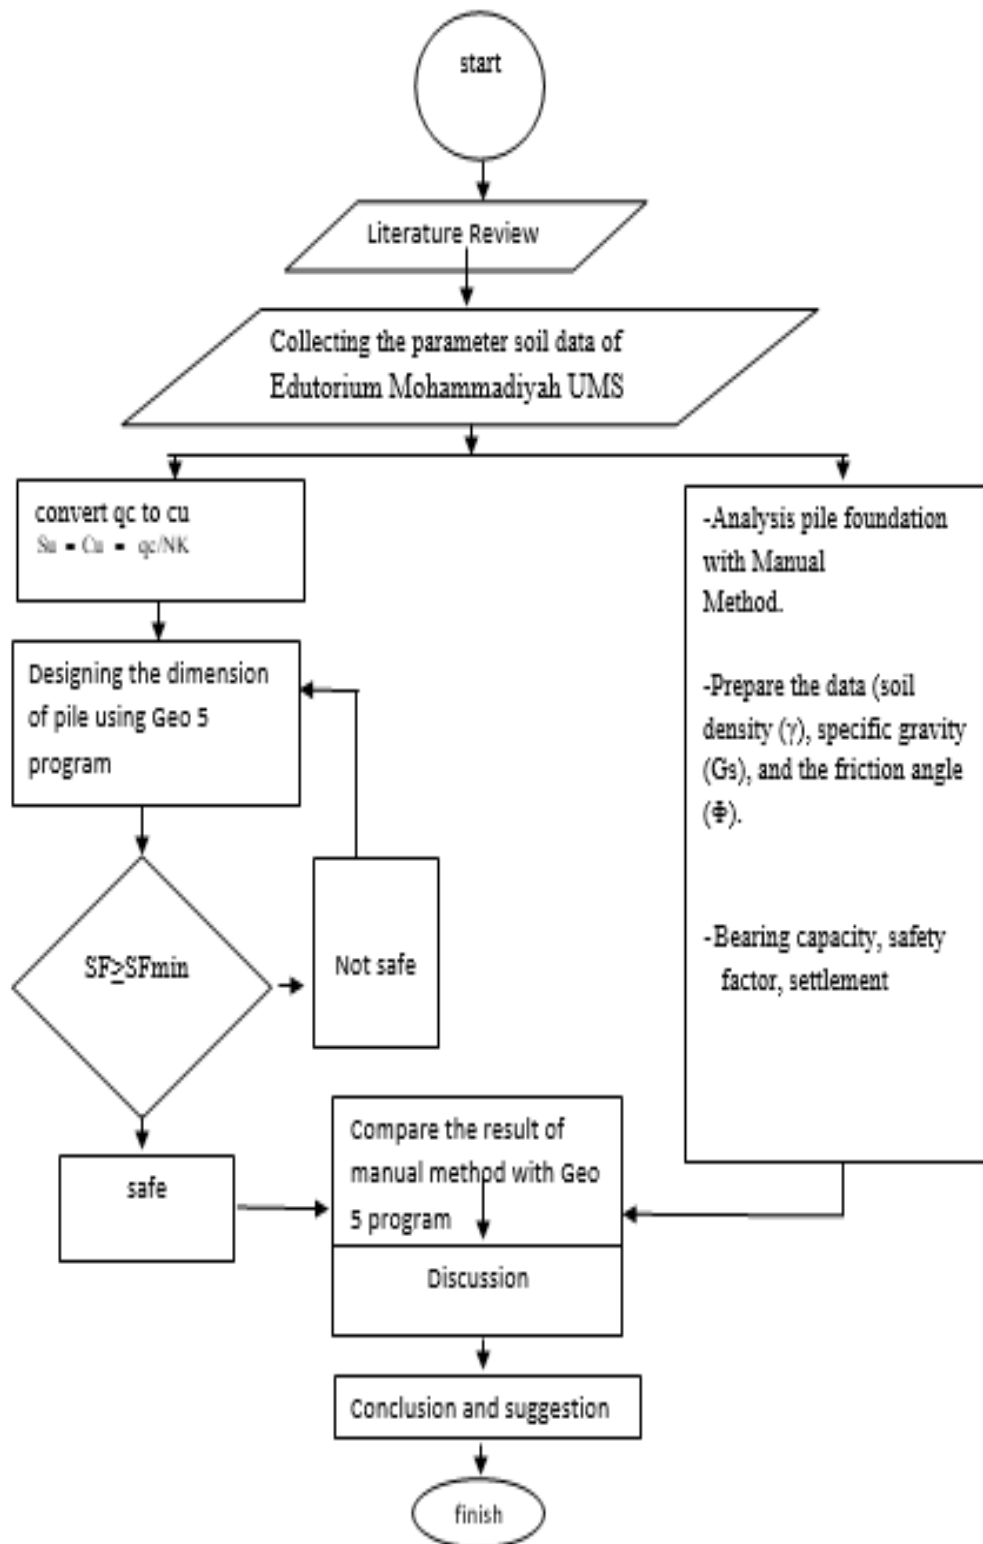 start
Literature Review
Collecting the parameter soil data of
Edutorium Mohammadiyah UMS
convert qc to cu
Su = Cu = qc/NK
Designing the dimension
of pile using Geo 5
program
SF≥SFmin
Not safe
safe
-Analysis pile foundation
with Manual
Method.
-Prepare the data (soil
density (γ), specific gravity
(Gs), and the friction angle
(Φ).
-Bearing capacity, safety
factor, settlement
Compare the result of
manual method with Geo
5 program
Discussion
Conclusion and suggestion
finish